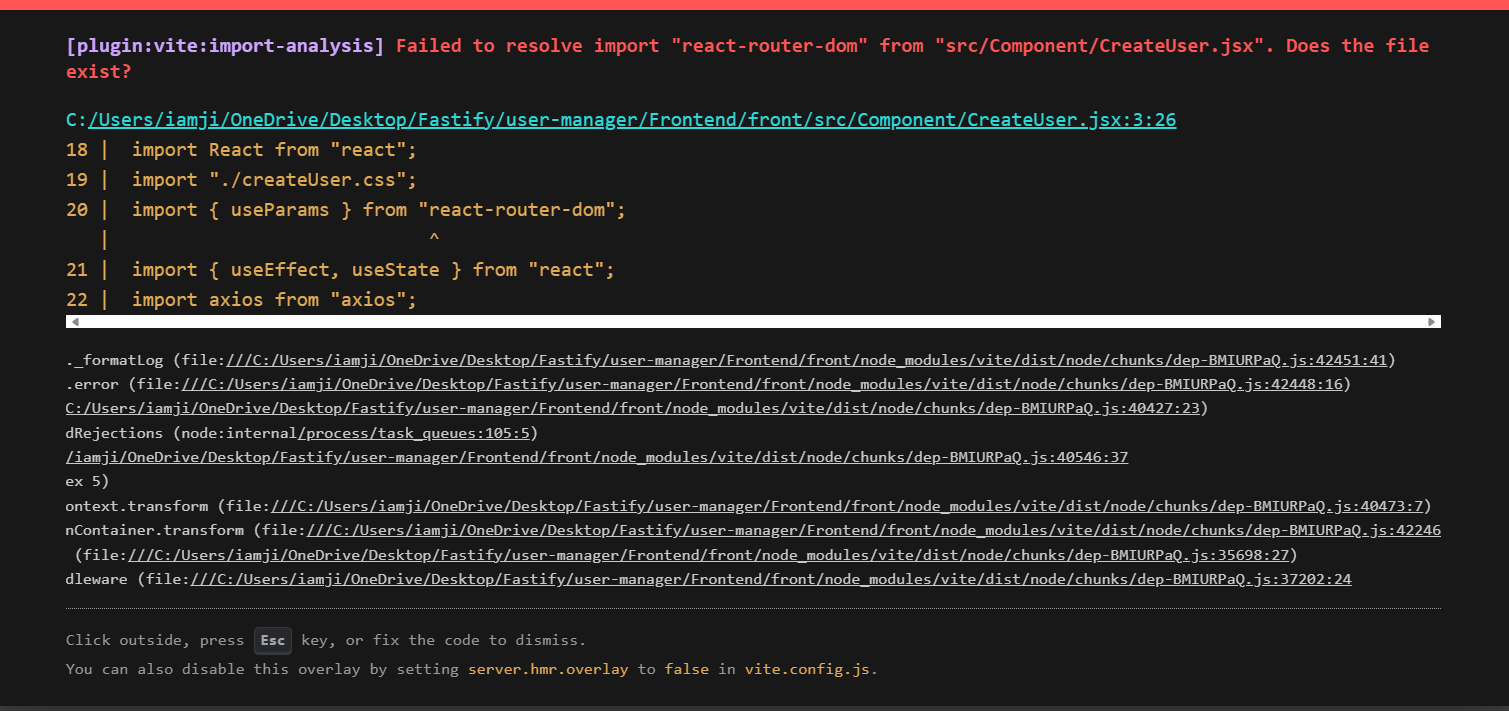 [plugin:vite:import-analysis] Failed to resolve import "react-router-dom" from "src/Component/CreateUser.jsx". Does the file
exist?
C:/Users/iamji/OneDrive/Desktop/Fastify/user-manager/Frontend/front/src/Component/CreateUser.jsx:3:26
18 |  import React from "react";
19 |  import "./createUser.css";
20 |  import { useParams } from "react-router-dom";
   |                             ^
21 |  import { useEffect, useState } from "react";
22 |  import axios from "axios";
._formatLog (file:///C:/Users/iamji/OneDrive/Desktop/Fastify/user-manager/Frontend/front/node_modules/vite/dist/node/chunks/dep-BMIURPaQ.js:42451:41)
.error (file:///C:/Users/iamji/OneDrive/Desktop/Fastify/user-manager/Frontend/front/node_modules/vite/dist/node/chunks/dep-BMIURPaQ.js:42448:16)
C:/Users/iamji/OneDrive/Desktop/Fastify/user-manager/Frontend/front/node_modules/vite/dist/node/chunks/dep-BMIURPaQ.js:40427:23)
dRejections (node:internal/process/task_queues:105:5)
/iamji/OneDrive/Desktop/Fastify/user-manager/Frontend/front/node_modules/vite/dist/node/chunks/dep-BMIURPaQ.js:40546:37
ex 5)
ontext.transform (file:///C:/Users/iamji/OneDrive/Desktop/Fastify/user-manager/Frontend/front/node_modules/vite/dist/node/chunks/dep-BMIURPaQ.js:40473:7)
nContainer.transform (file:///C:/Users/iamji/OneDrive/Desktop/Fastify/user-manager/Frontend/front/node_modules/vite/dist/node/chunks/dep-BMIURPaQ.js:42246
(file:///C:/Users/iamji/OneDrive/Desktop/Fastify/user-manager/Frontend/front/node_modules/vite/dist/node/chunks/dep-BMIURPaQ.js:35698:27)
dleware (file:///C:/Users/iamji/OneDrive/Desktop/Fastify/user-manager/Frontend/front/node_modules/vite/dist/node/chunks/dep-BMIURPaQ.js:37202:24
Click outside, press Esc key, or fix the code to dismiss.
You can also disable this overlay by setting server.hmr.overlay to false in vite.config.js.